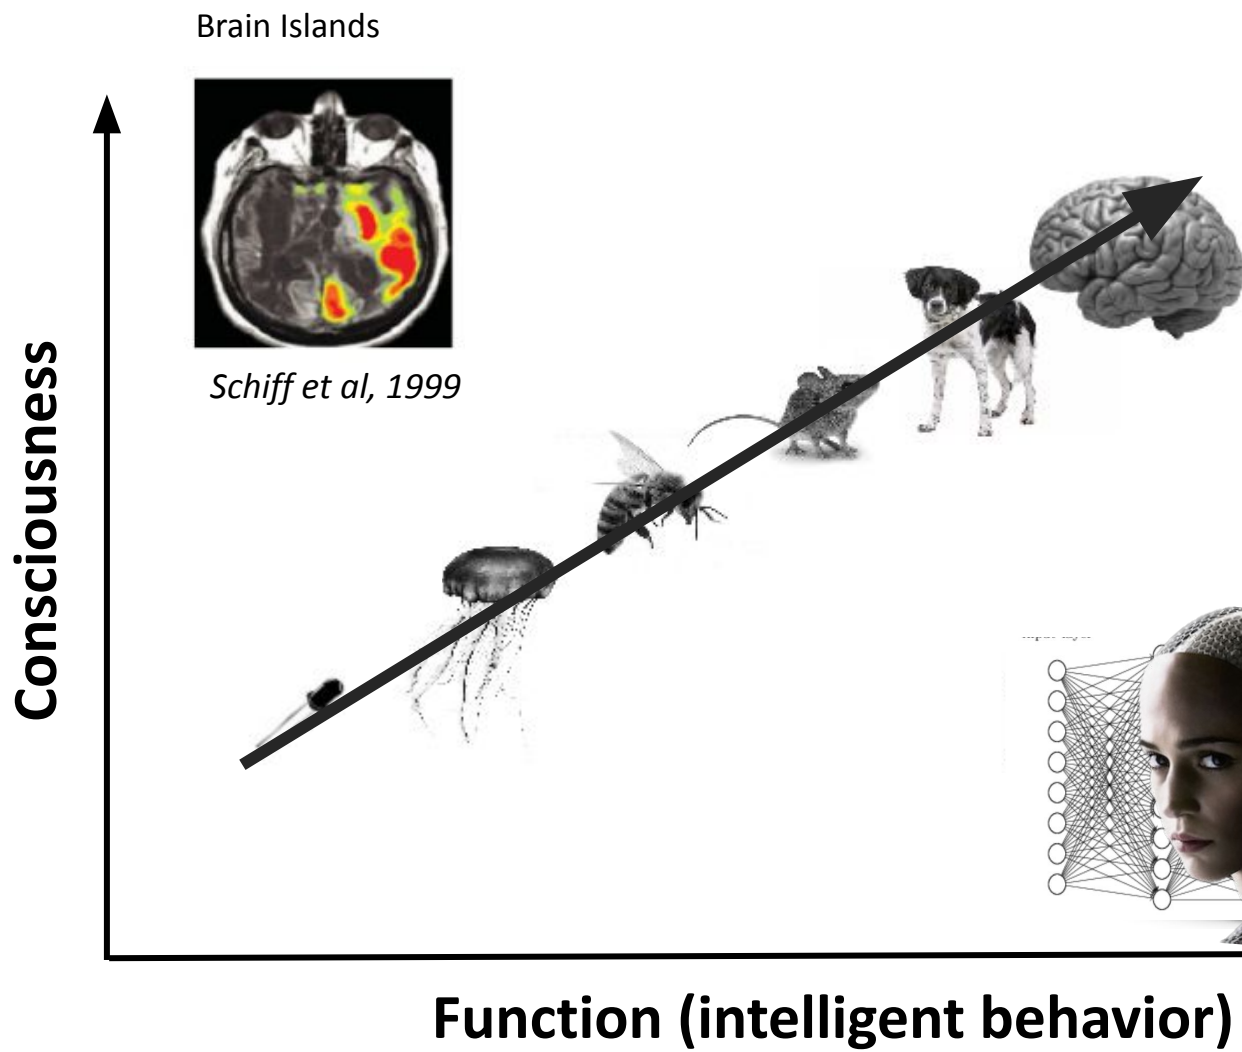 Brain Islands
Schiff et al, 1999
Consciousness
Function (intelligent behavior)